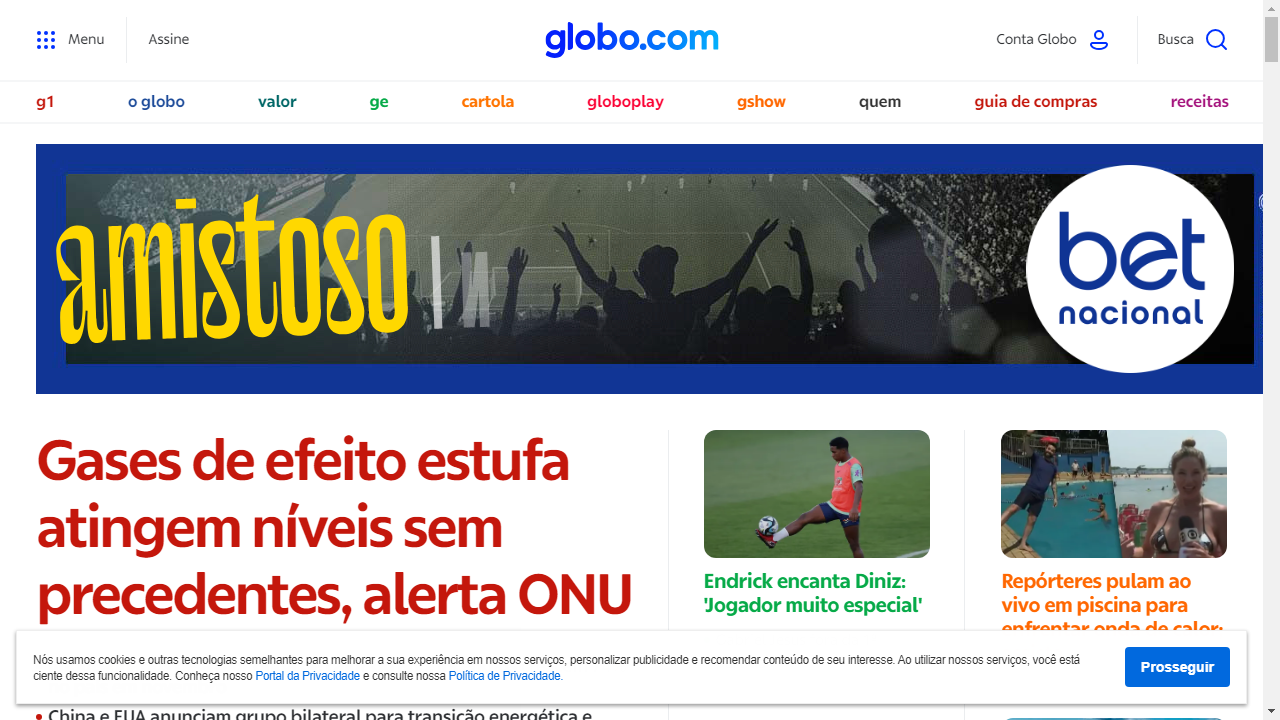 Menu
Assine
globo.com
Conta Globo
Busca
g1
o globo
valor
ge
cartola
globoplay
gshow
quem
guia de compras
receitas
amistoso
bet
nacional
Gases de efeito estufa
atingem níveis sem
precedentes, alerta ONU
Endrick encanta Diniz:
'Jogador muito especial'
Repórteres pulam ao
vivo em piscina para
enfrentar onda de calor;
Nós usamos cookies e outras tecnologias semelhantes para melhorar a sua experiência em nossos serviços, personalizar publicidade e recomendar conteúdo de seu interesse. Ao utilizar nossos serviços, você está
ciente dessa funcionalidade. Conheça nosso Portal da Privacidade e consulte nossa Política de Privacidade.
Prosseguir
China e EUA anunciam grupo bilateral para transição energética e